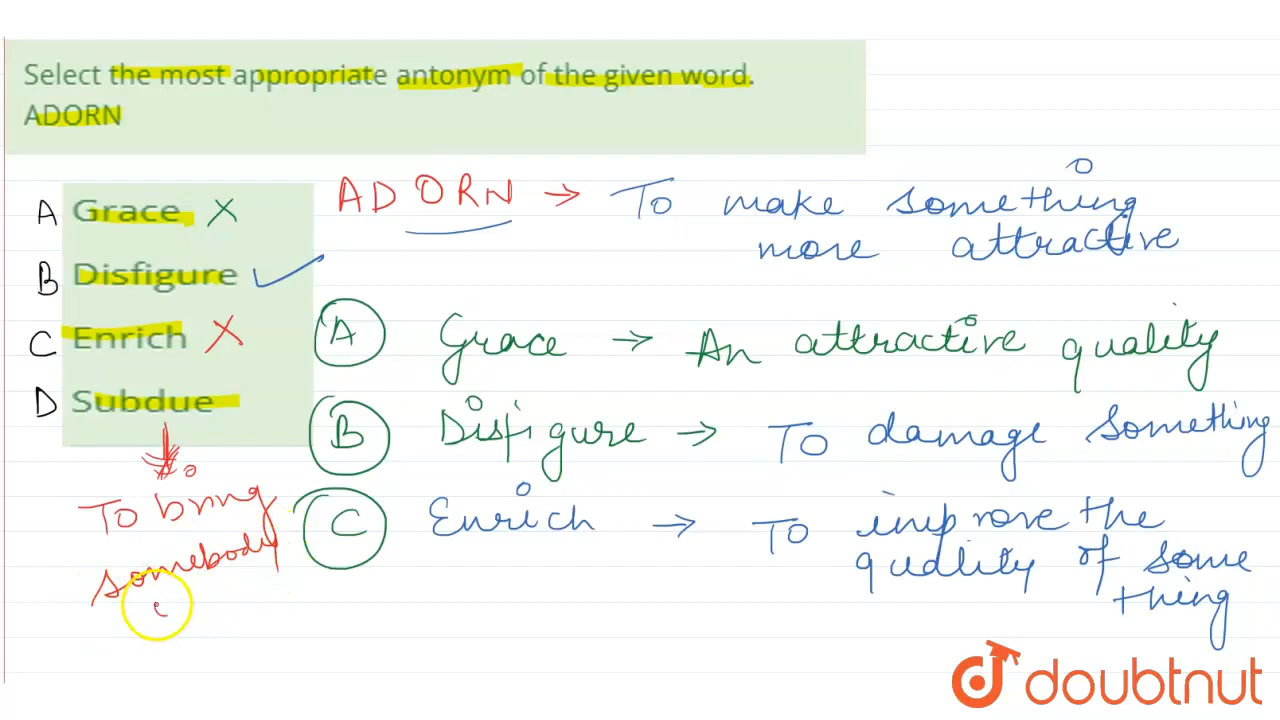 Select the most appropriate antonym of the given word.
ADORN
A Grace X
B Disfigure ✓
C Enrich X
D Subdue
To bring
somebody
ADORN → To make something
more attractive
A Grace → An attractive quality
B Disfigure → To damage something
C Enrich → To improve the
quality of some
thing
doubtnut